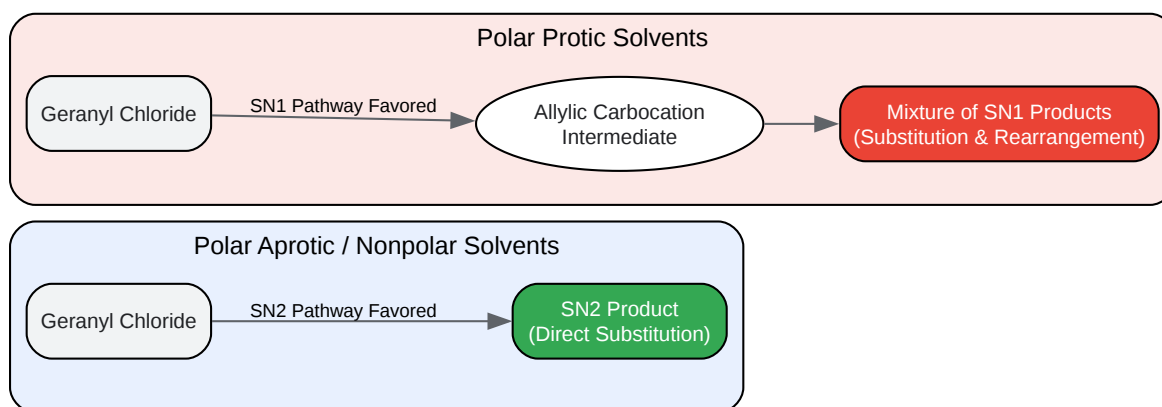 Polar Protic Solvents
Geranyl Chloride
SN1 Pathway Favored
Allylic Carbocation
Intermediate
Mixture of SN1 Products
(Substitution & Rearrangement)
Polar Aprotic / Nonpolar Solvents
Geranyl Chloride
SN2 Pathway Favored
SN2 Product
(Direct Substitution)